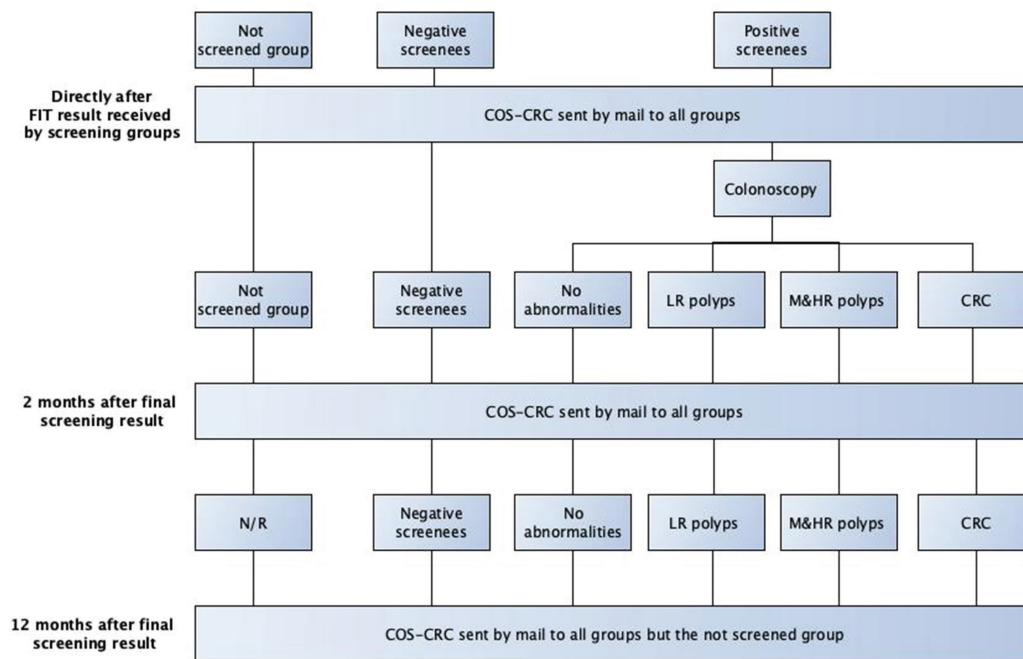 Not
screened group
Negative
screenees
Positive
screenees
Directly after
FIT result received
by screening groups
COS-CRC sent by mail to all groups
Colonoscopy
Not
screened group
Negative
screenees
No
abnormalities
LR polyps
M&HR polyps
CRC
2 months after final
screening result
COS-CRC sent by mail to all groups
N/R
Negative
screenees
No
abnormalities
LR polyps
M&HR polyps
CRC
12 months after final
screening result
COS-CRC sent by mail to all groups but the not screened group